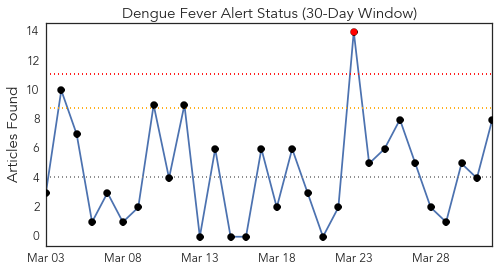 Dengue Fever Alert Status (30-Day Window)
Articles Found
14
12
10
8
6
4
2
0
Mar 03 Mar 08 Mar 13 Mar 18 Mar 23 Mar 28